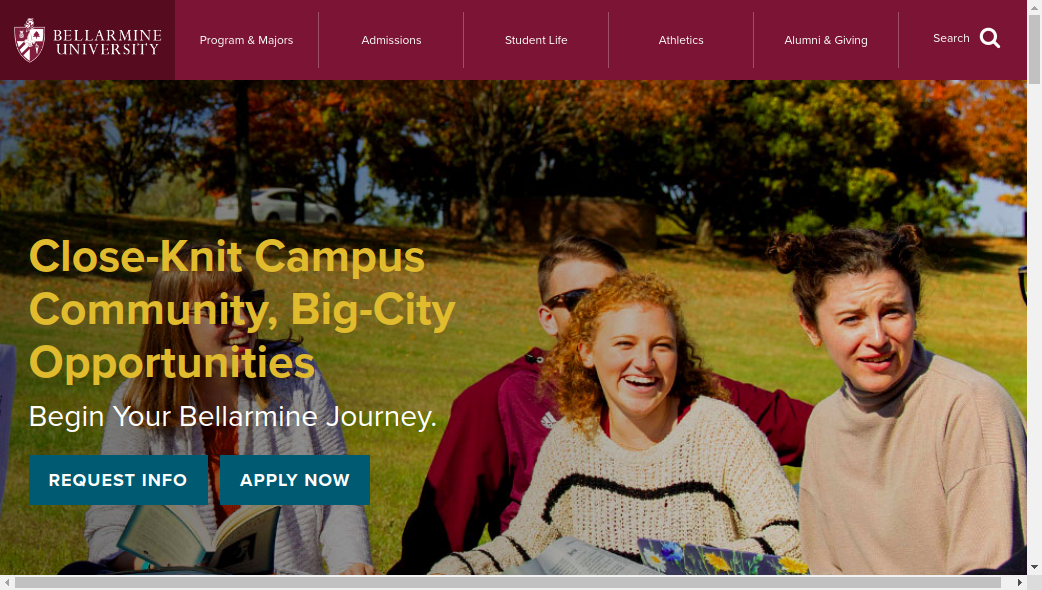 BELLARMINE
UNIVERSITY
Program & Majors
Admissions
Student Life
Athletics
Alumni & Giving
Search
Close-Knit Campus
Community, Big-City
Opportunities
Begin Your Bellarmine Journey.
REQUEST INFO
APPLY NOW